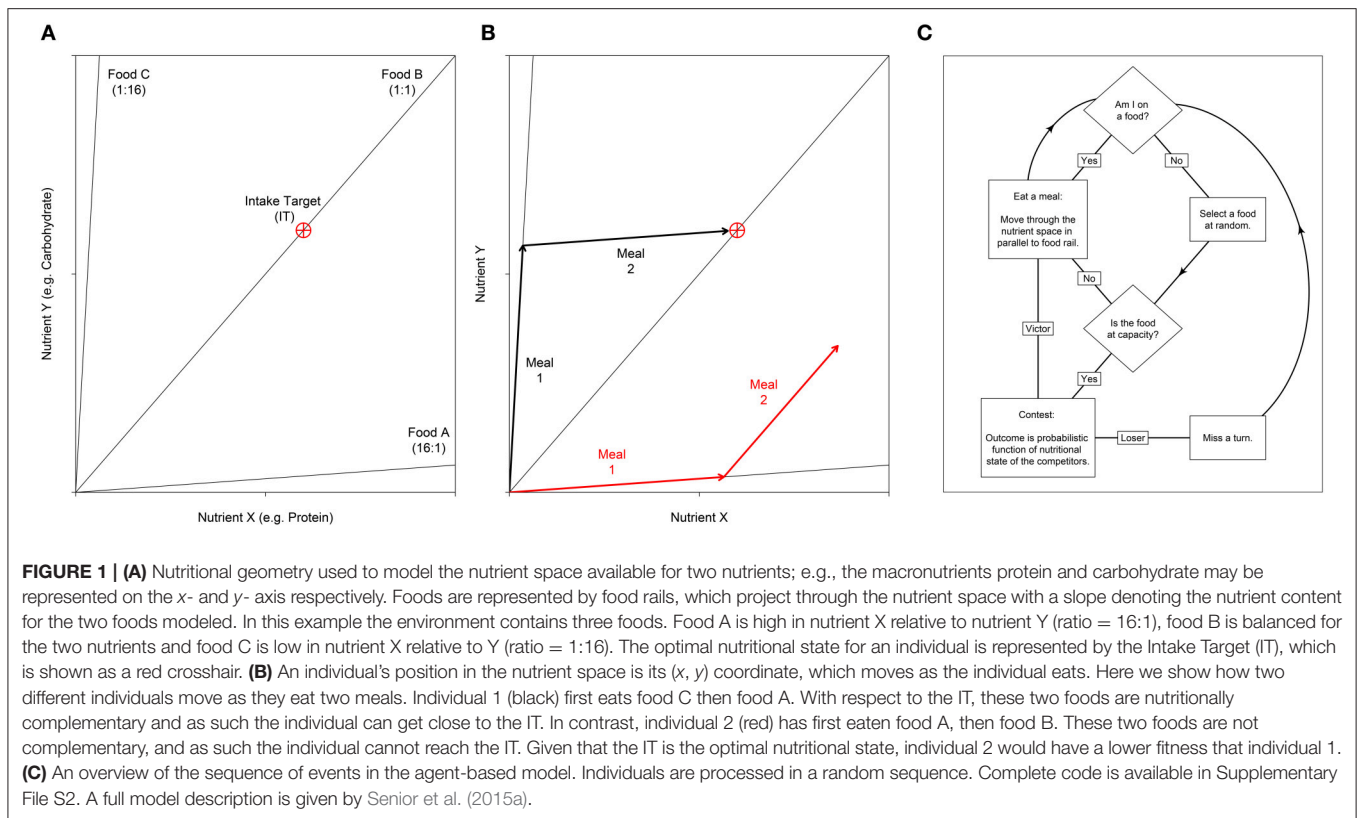 A
Food C
(1:16)
Food B
(1:1)
Intake Target
(IT)
Food A
(16:1)
Nutrient Y (e.g. Carbohydrate)
Nutrient X (e.g. Protein)
B
Meal
2
Meal
1
Meal
2
Meal
1
Nutrient Y
Nutrient X
C
Am I on
a food?
Yes
No
Eat a meal:
Move through the
nutrient space in
parallel to food rail.
Select a food
at random.
No
Is the food
at capacity?
Victor
Yes
Contest:
Outcome is probabilistic
function of nutritional
state of the competitors.
Loser
Miss a turn.
FIGURE 1 | (A) Nutritional geometry used to model the nutrient space available for two nutrients; e.g., the macronutrients protein and carbohydrate may be
represented on the x- and y- axis respectively. Foods are represented by food rails, which project through the nutrient space with a slope denoting the nutrient content
for the two foods modeled. In this example the environment contains three foods. Food A is high in nutrient X relative to nutrient Y (ratio = 16:1), food B is balanced for
the two nutrients and food C is low in nutrient X relative to Y (ratio = 1:16). The optimal nutritional state for an individual is represented by the Intake Target (IT), which
is shown as a red crosshair. (B) An individual's position in the nutrient space is its (x, y) coordinate, which moves as the individual eats. Here we show how two
different individuals move as they eat two meals. Individual 1 (black) first eats food C then food A. With respect to the IT, these two foods are nutritionally
complementary and as such the individual can get close to the IT. In contrast, individual 2 (red) has first eaten food A, then food B. These two foods are not
complementary, and as such the individual cannot reach the IT. Given that the IT is the optimal nutritional state, individual 2 would have a lower fitness that individual 1.
(C) An overview of the sequence of events in the agent-based model. Individuals are processed in a random sequence. Complete code is available in Supplementary
File S2. A full model description is given by Senior et al. (2015a).